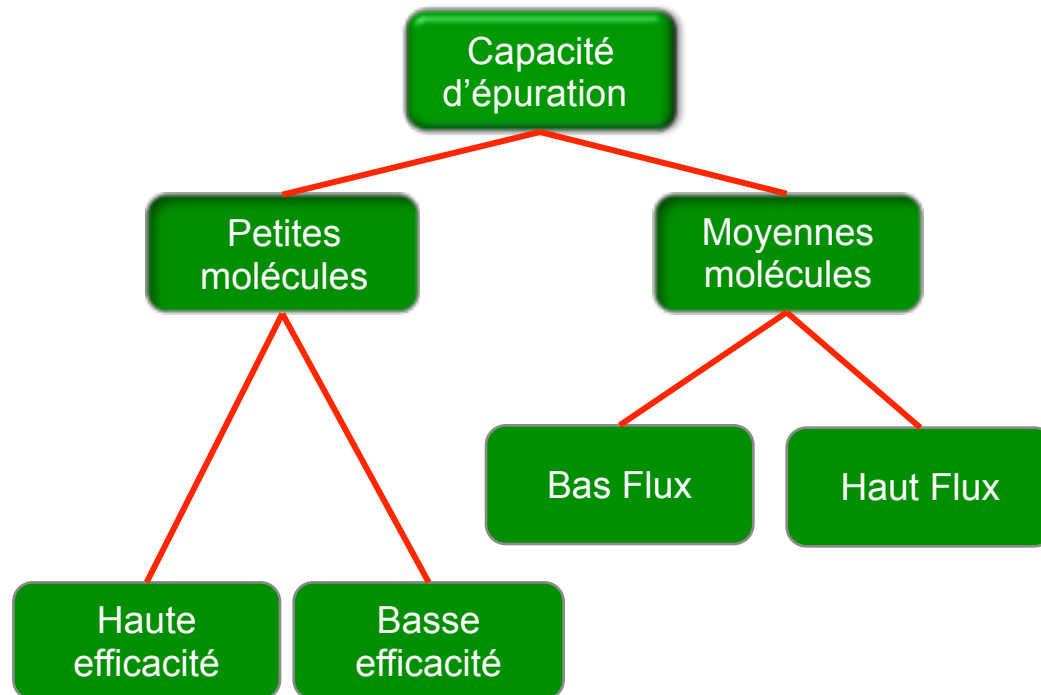 Capacité
d’épuration
Petites
molécules
Moyennes
molécules
Bas Flux
Haut Flux
Haute
efficacité
Basse
efficacité